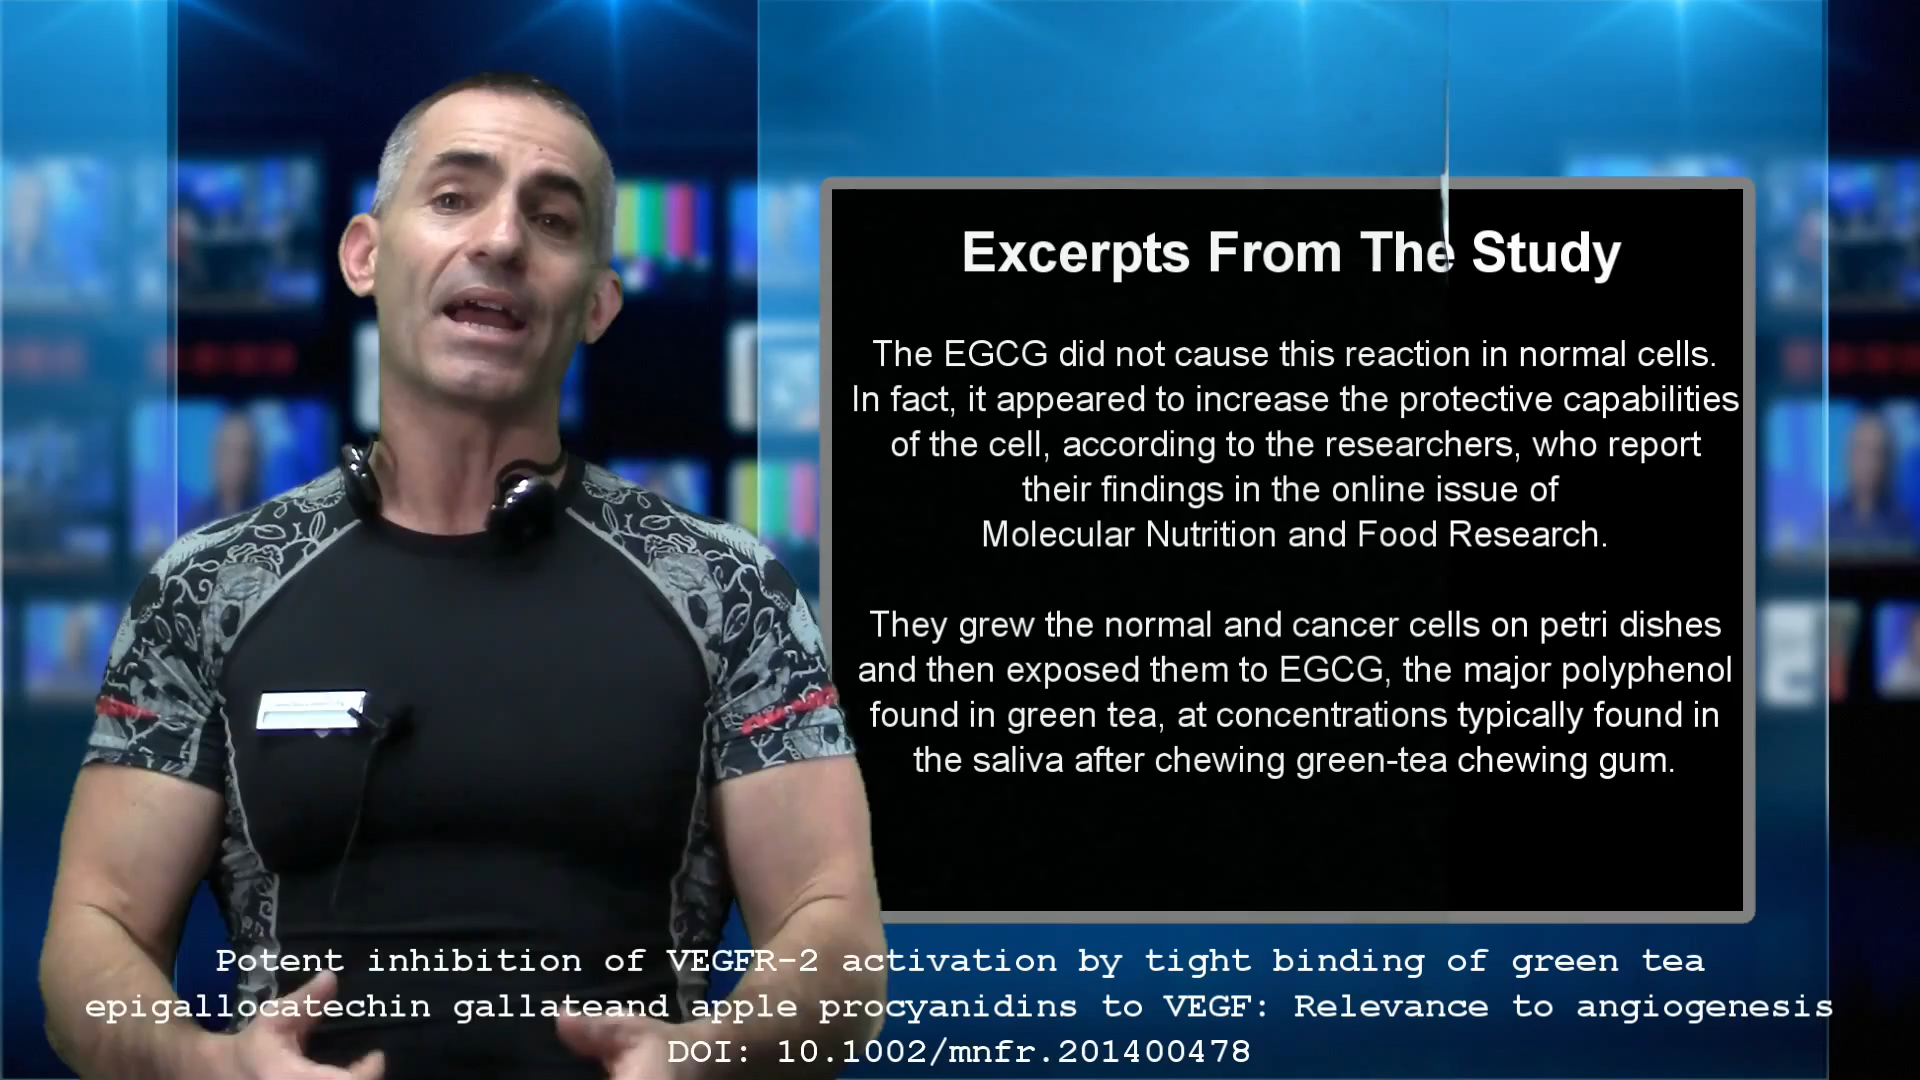 Excerpts From The Study
The EGCG did not cause this reaction in normal cells.
In fact, it appeared to increase the protective capabilities
of the cell, according to the researchers, who report
their findings in the online issue of
Molecular Nutrition and Food Research.
They grew the normal and cancer cells on petri dishes
and then exposed them to EGCG, the major polyphenol
found in green tea, at concentrations typically found in
the saliva after chewing green-tea chewing gum.
Potent inhibition of VEGFR-2 activation by tight binding of green tea
epigallocatechin gallateand apple procyanidins to VEGF: Relevance to angiogenesis
DOI: 10.1002/mnfr.201400478